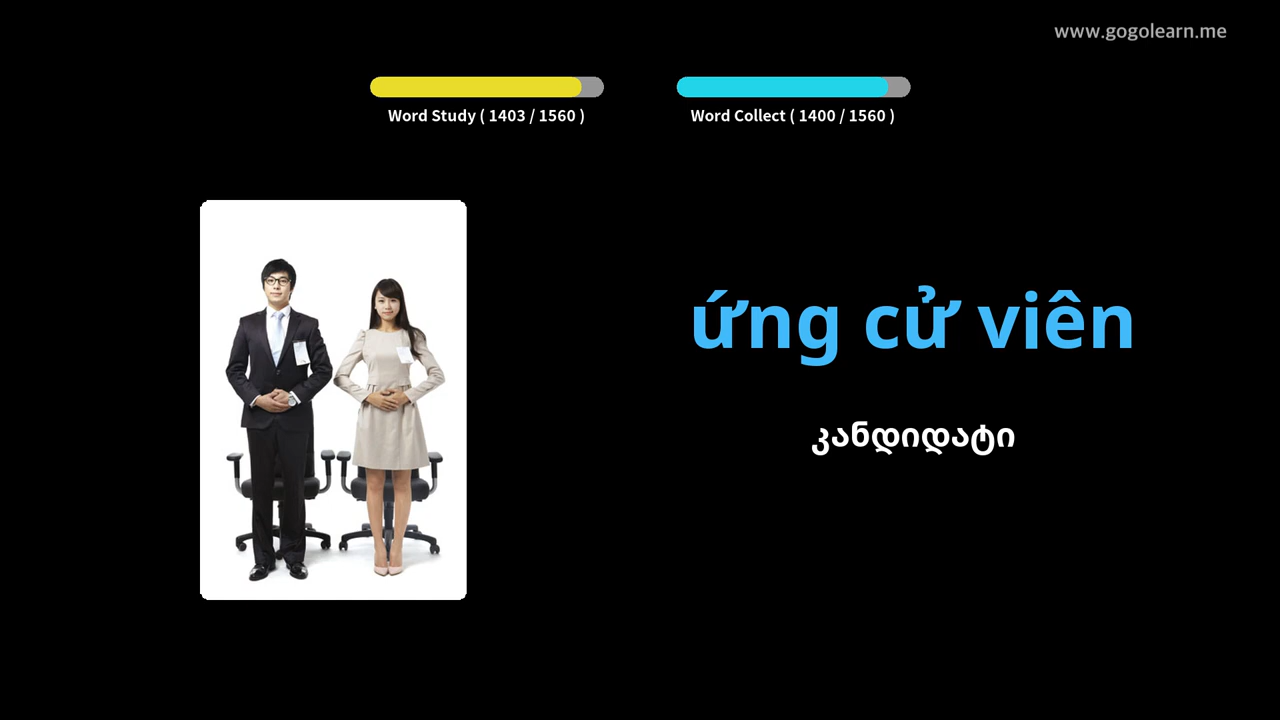 www.gogolearn.me
Word Study ( 1403 / 1560 )
Word Collect ( 1400 / 1560 )
ứng cử viên
კანდიდატი